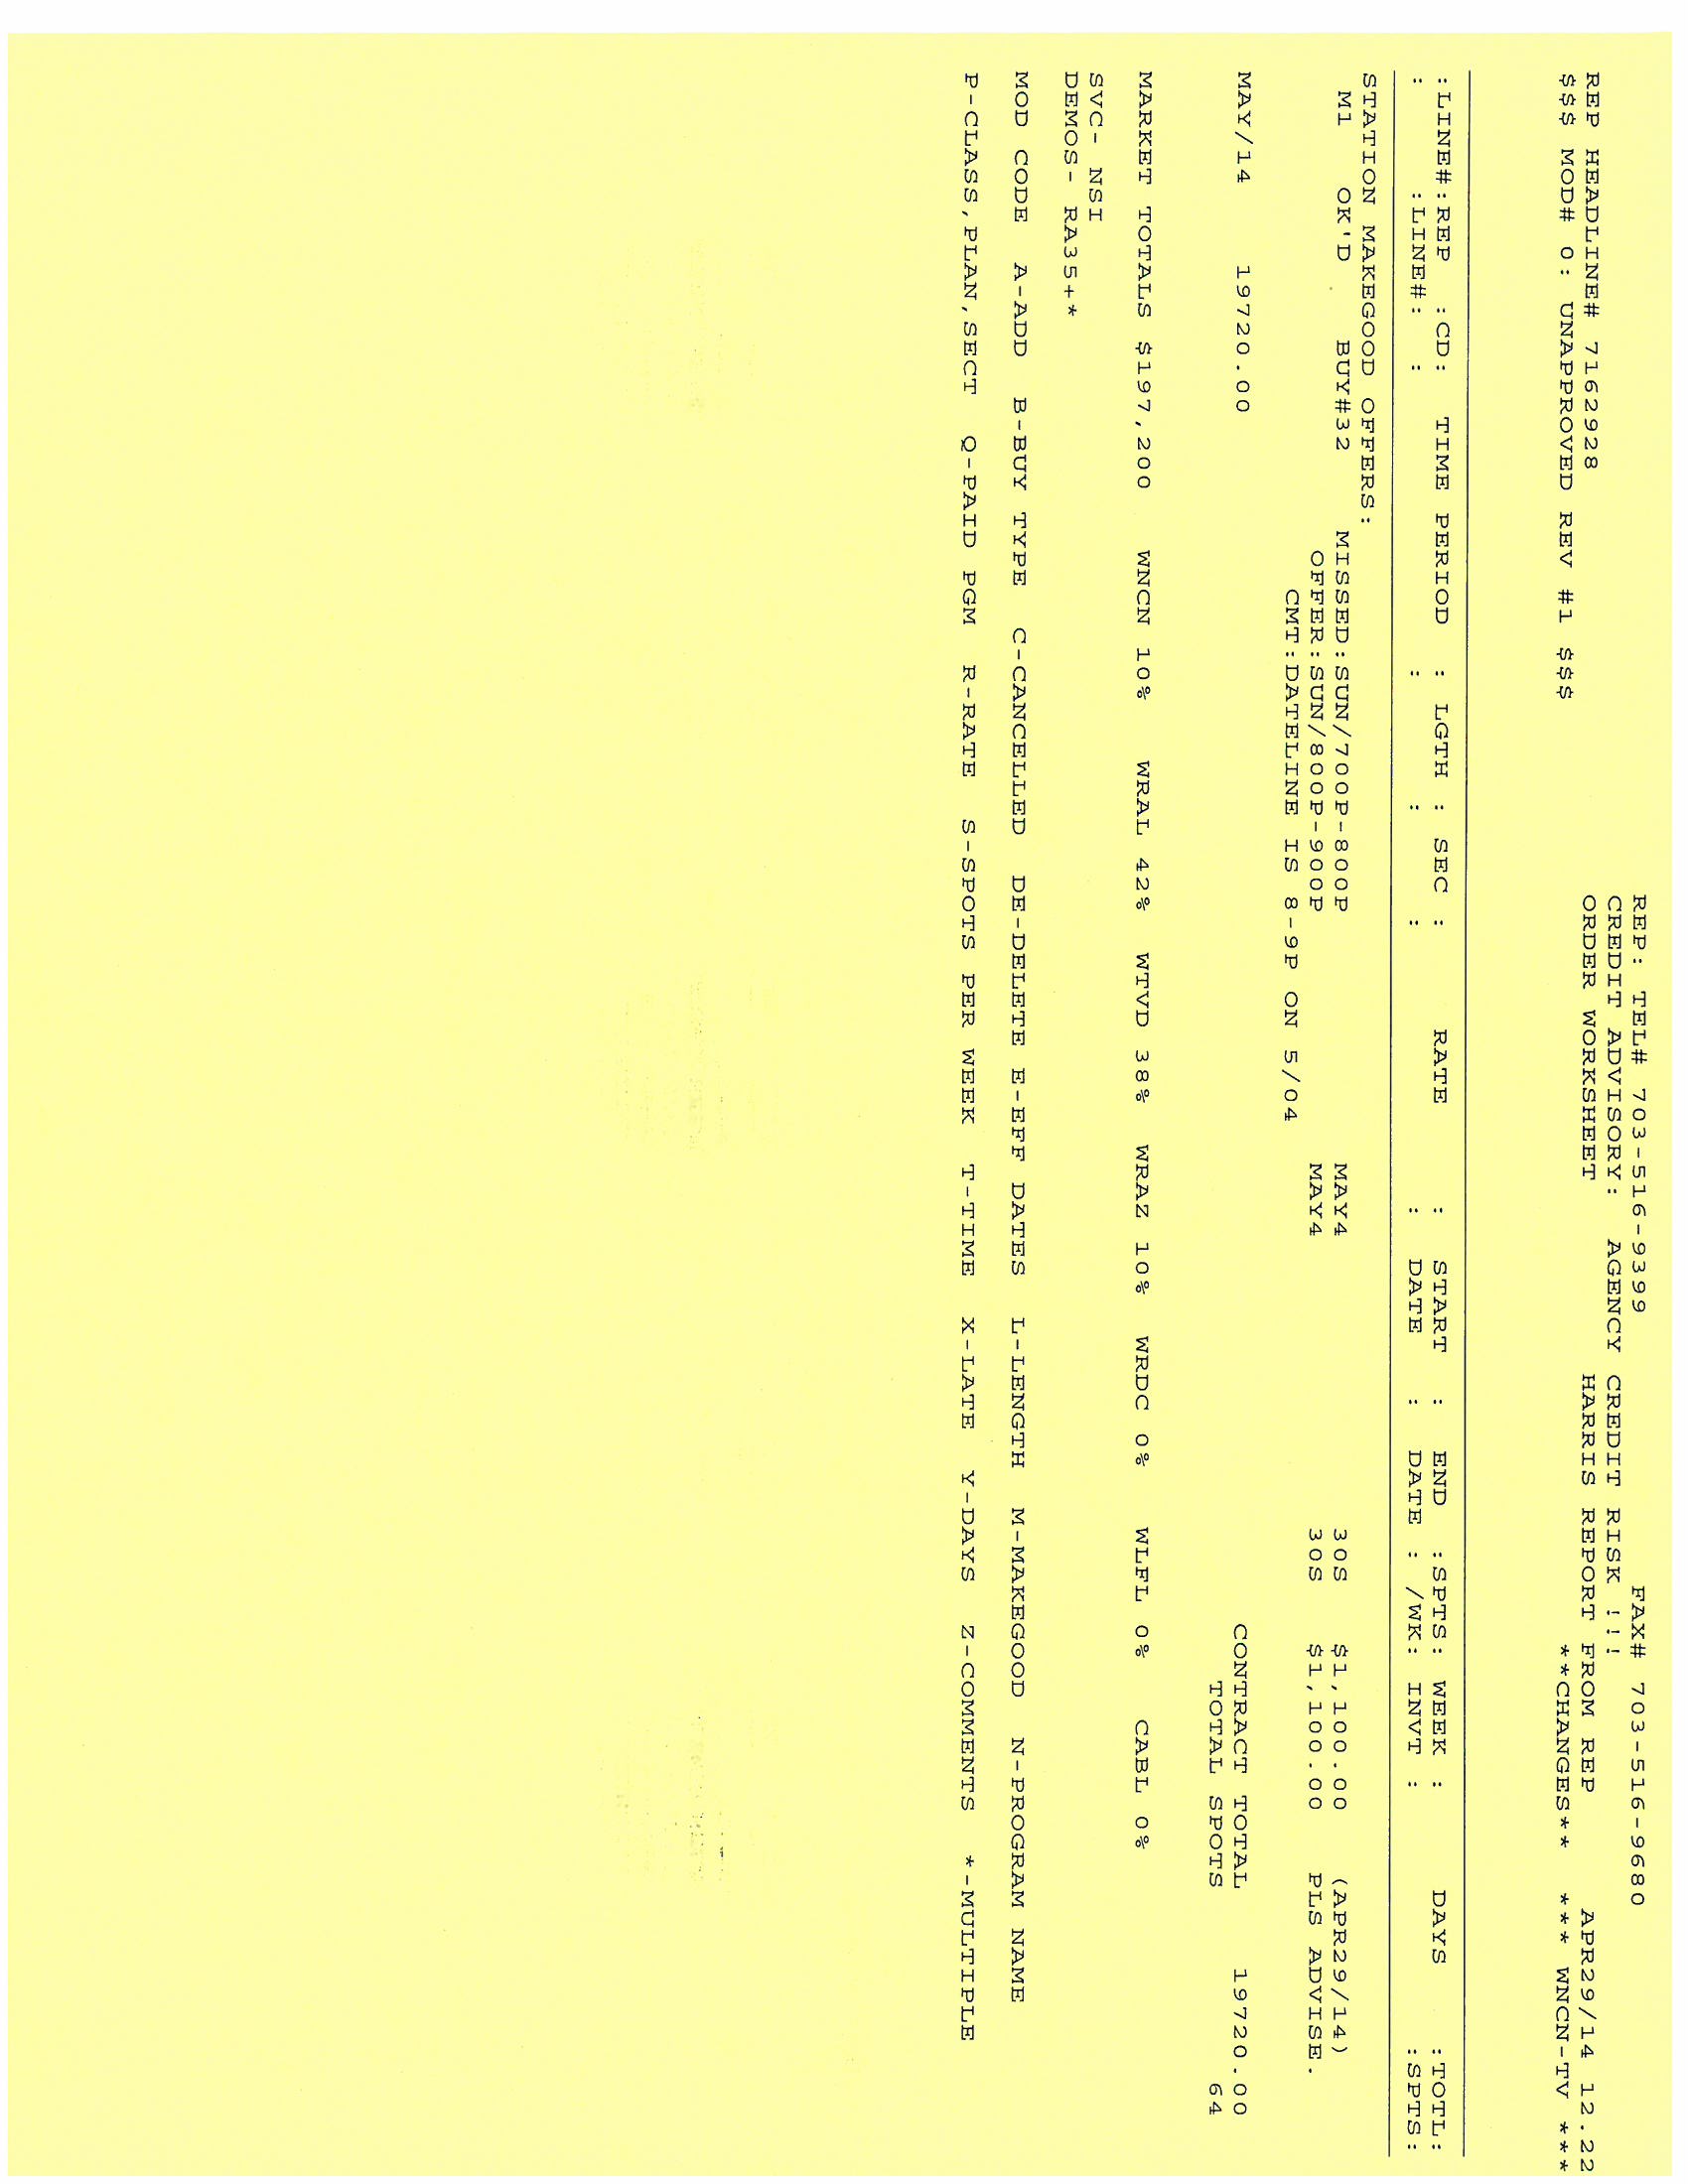 REP: TEL# 703-516-9399 FAX# 703-516-9680
CREDIT ADVISORY: AGENCY CREDIT RISK !!!
REP HEADLINE# 7162928 ORDER WORKSHEET HARRIS REPORT FROM REP APR29/14 12.22
$$$ MOD# 0: UNAPPROVED REV #1 $$$ **CHANGES** *** WNCN-TV ***
:LINE#:REP :CD: TIME PERIOD : LGTH : SEC : RATE : START : END :SPTS: WEEK : DAYS :TOTL:
: :LINE#: : : : : : DATE : DATE : /WK: INVT : :SPTS:
STATION MAKEGOOD OFFERS:
M1 OK'D BUY#32 MISSED:SUN/700P-800P MAY4 30S $1,100.00 (APR29/14)
OFFER:SUN/800P-900P MAY4 30S $1,100.00 PLS ADVISE.
CMT:DATELINE IS 8-9P ON 5/04
MAY/14 19720.00 CONTRACT TOTAL 19720.00
TOTAL SPOTS 64
MARKET TOTALS $197,200 WNCN 10% WRAL 42% WTVD 38% WRAZ 10% WRDC 0% WLFL 0% CABL 0%
SVC- NSI
DEMOS- RA35+*
MOD CODE A-ADD B-BUY TYPE C-CANCELLED DE-DELETE E-EFF DATES L-LENGTH M-MAKEGOOD N-PROGRAM NAME
P-CLASS,PLAN,SECT Q-PAID PGM R-RATE S-SPOTS PER WEEK T-TIME X-LATE Y-DAYS Z-COMMENTS *-MULTIPLE